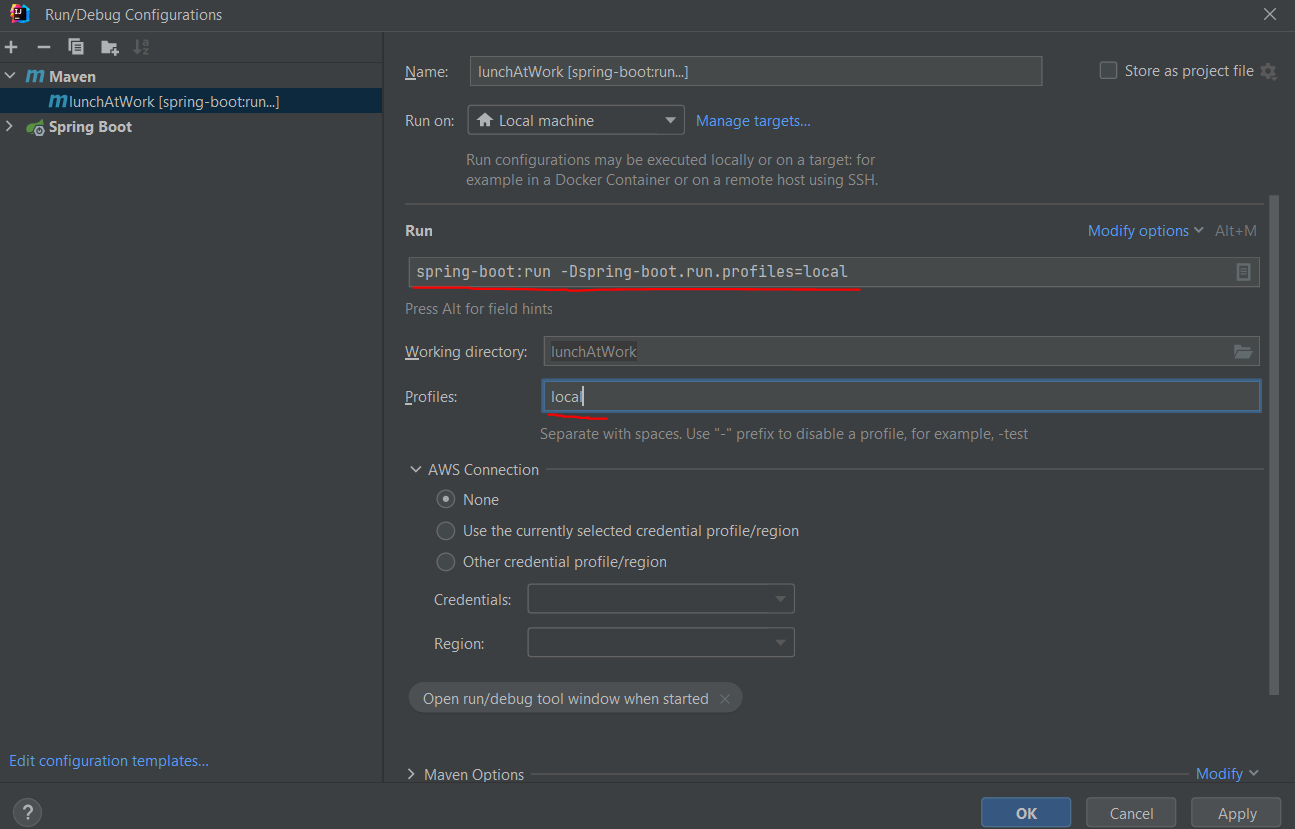 Run/Debug Configurations
Maven
lunchAtWork [spring-boot:run...]
Spring Boot
Edit configuration templates...
Name: lunchAtWork [spring-boot:run...]
Store as project file
Run on: Local machine Manage targets...
Run configurations may be executed locally or on a target: for
example in a Docker Container or on a remote host using SSH.
Run Modify options Alt+M
spring-boot:run -Dspring-boot.run.profiles=local
Press Alt for field hints
Working directory: lunchAtWork
Profiles: local
Separate with spaces. Use "-" prefix to disable a profile, for example, -test
AWS Connection
None
Use the currently selected credential profile/region
Other credential profile/region
Credentials:
Region:
Open run/debug tool window when started
Maven Options Modify
? OK Cancel Apply